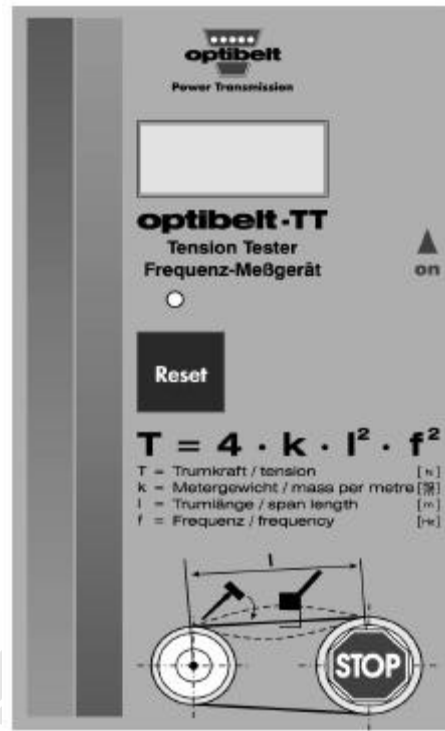 optibelt
Power Transmission
optibelt-TT
Tension Tester
Frequenz-Meßgerät
on
Reset
T = 4 · k · l² · f²
T = Trumkraft / tension [N]
k = Metergewicht / mass per metre
l = Trumlänge / span length [m]
f = Frequenz / frequency [Hz]
l
STOP